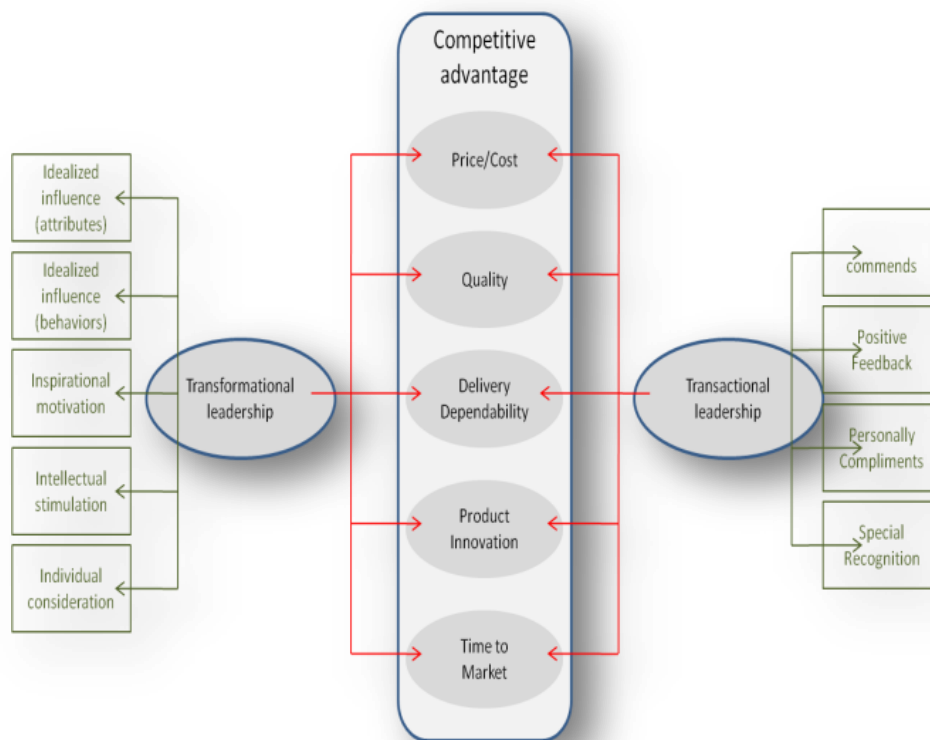 Competitive
advantage
Idealized
influence
(attributes)
Idealized
influence
(behaviors)
Inspirational
motivation
Intellectual
stimulation
Individual
consideration
Transformational
leadership
Price/Cost
Quality
Delivery
Dependability
Product
Innovation
Time to
Market
Transactional
leadership
commends
Positive
Feedback
Personally
Compliments
Special
Recognition